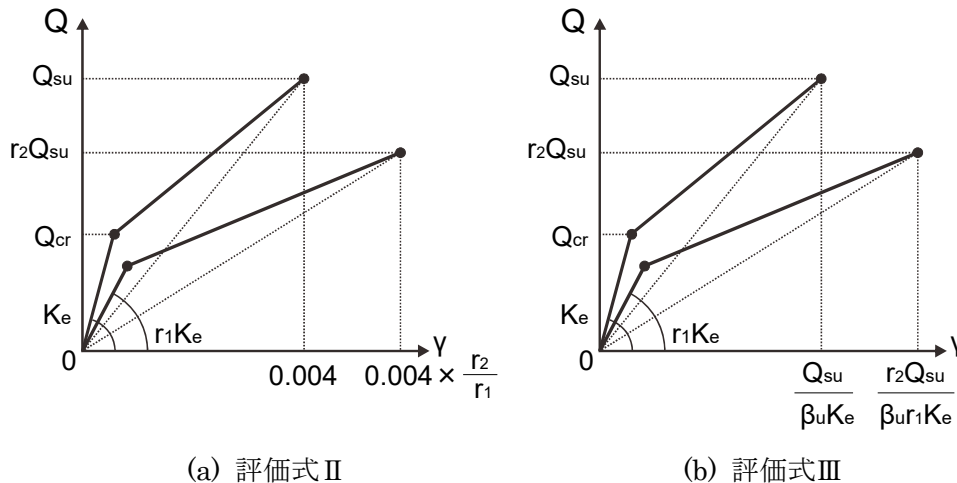 Q
Qsu
r2Qsu
Qcr
Ke
r1Ke
0
γ
0.004
0.004 × r2/r1
(a) 評価式Ⅱ
Q
Qsu
r2Qsu
Qcr
Ke
r1Ke
0
γ
Qsu/βuKe
r2Qsu/βur1Ke
(b) 評価式Ⅲ